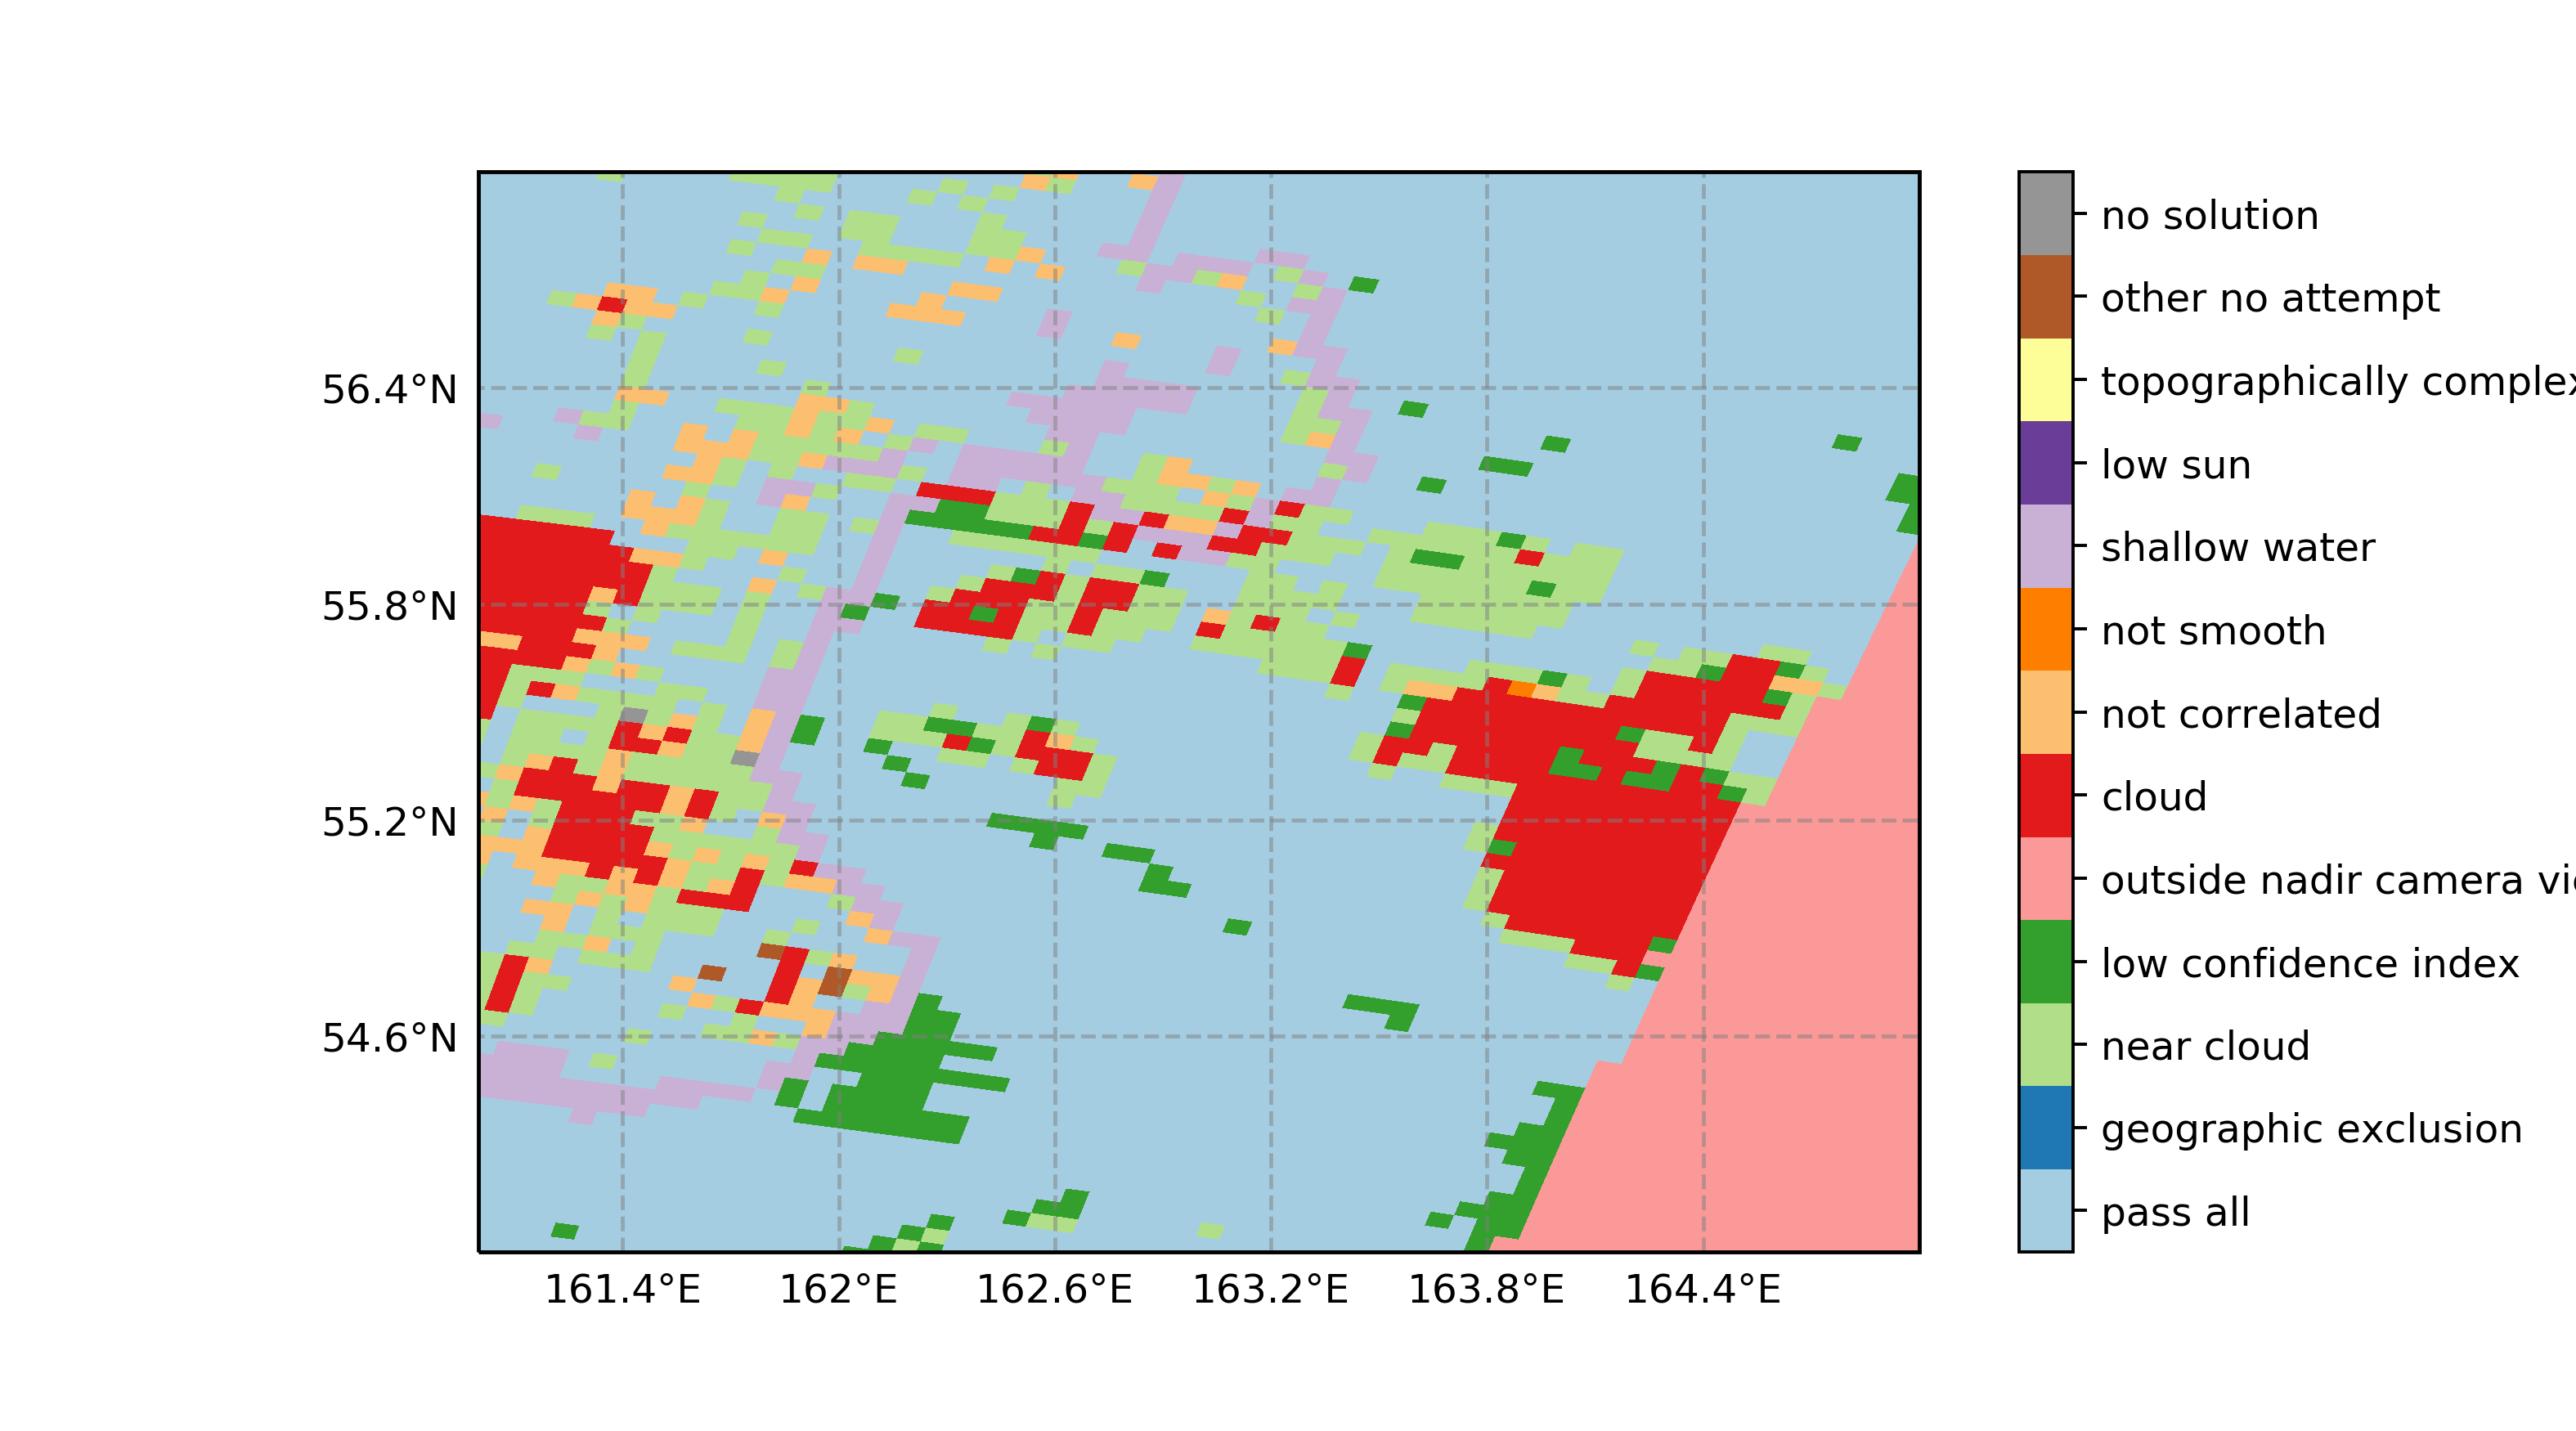 56.4°N
55.8°N
55.2°N
54.6°N
161.4°E 162°E 162.6°E 163.2°E 163.8°E 164.4°E
no solution
other no attempt
topographically complex
low sun
shallow water
not smooth
not correlated
cloud
outside nadir camera vi
low confidence index
near cloud
geographic exclusion
pass all